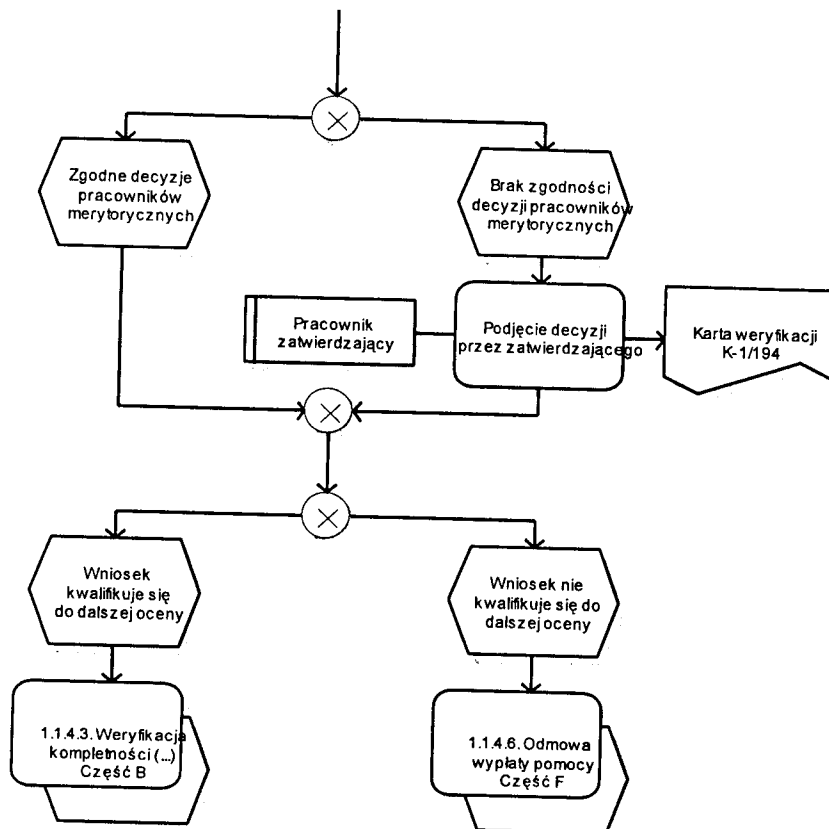 Zgodne decyzje
pracowników
merytorycznych
Brak zgodności
decyzji pracowników
merytorycznych
Pracownik
zatwierdzający
Podjęcie decyzji
przez zatwierdzającego
Karta weryfikacji
K-1/194
Wniosek
kwalifikuje się
do dalszej oceny
Wniosek nie
kwalifikuje się do
dalszej oceny
1.1.4.3. Weryfikacja
kompletności (...)
Część B
1.1.4.6. Odmowa
wypłaty pomocy
Część F